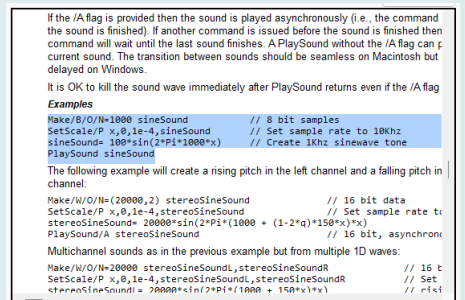 If the /A flag is provided then the sound is played asynchronously (i.e., the command
the sound is finished). If another command is issued before the sound is finished then
command will wait until the last sound finishes. A PlaySound without the /A flag can
current sound. The transition between sounds should be seamless on Macintosh but
delayed on Windows.
It is OK to kill the sound wave immediately after PlaySound returns even if the /A flag
Examples
Make/B/O/N=1000 sineSound // 8 bit samples
SetScale/P x,0,1e-4,sineSound // Set sample rate to 10Khz
sineSound= 100*sin(2*Pi*1000*x) // Create 1Khz sinewave tone
PlaySound sineSound
The following example will create a rising pitch in the left channel and a falling pitch in
channel:
Make/W/O/N=(20000,2) stereoSineSound // 16 bit data
SetScale/P x,0,1e-4,stereoSineSound // Set sample rate
stereoSineSound= 20000*sin(2*Pi*(1000 + (1-2*q)*150*x)*x)
PlaySound/A stereoSineSound // 16 bit,
Multichannel sounds as in the previous example but from multiple 1D waves:
Make/W/O/N=20000 stereoSineSoundL,stereoSineSoundR // 16
SetScale/P x,0,1e-4,stereoSineSoundL,stereoSineSoundR // Set
stereoSineSoundL= 20000*sin(2*Pi*(1000 + 150*x)*x) //